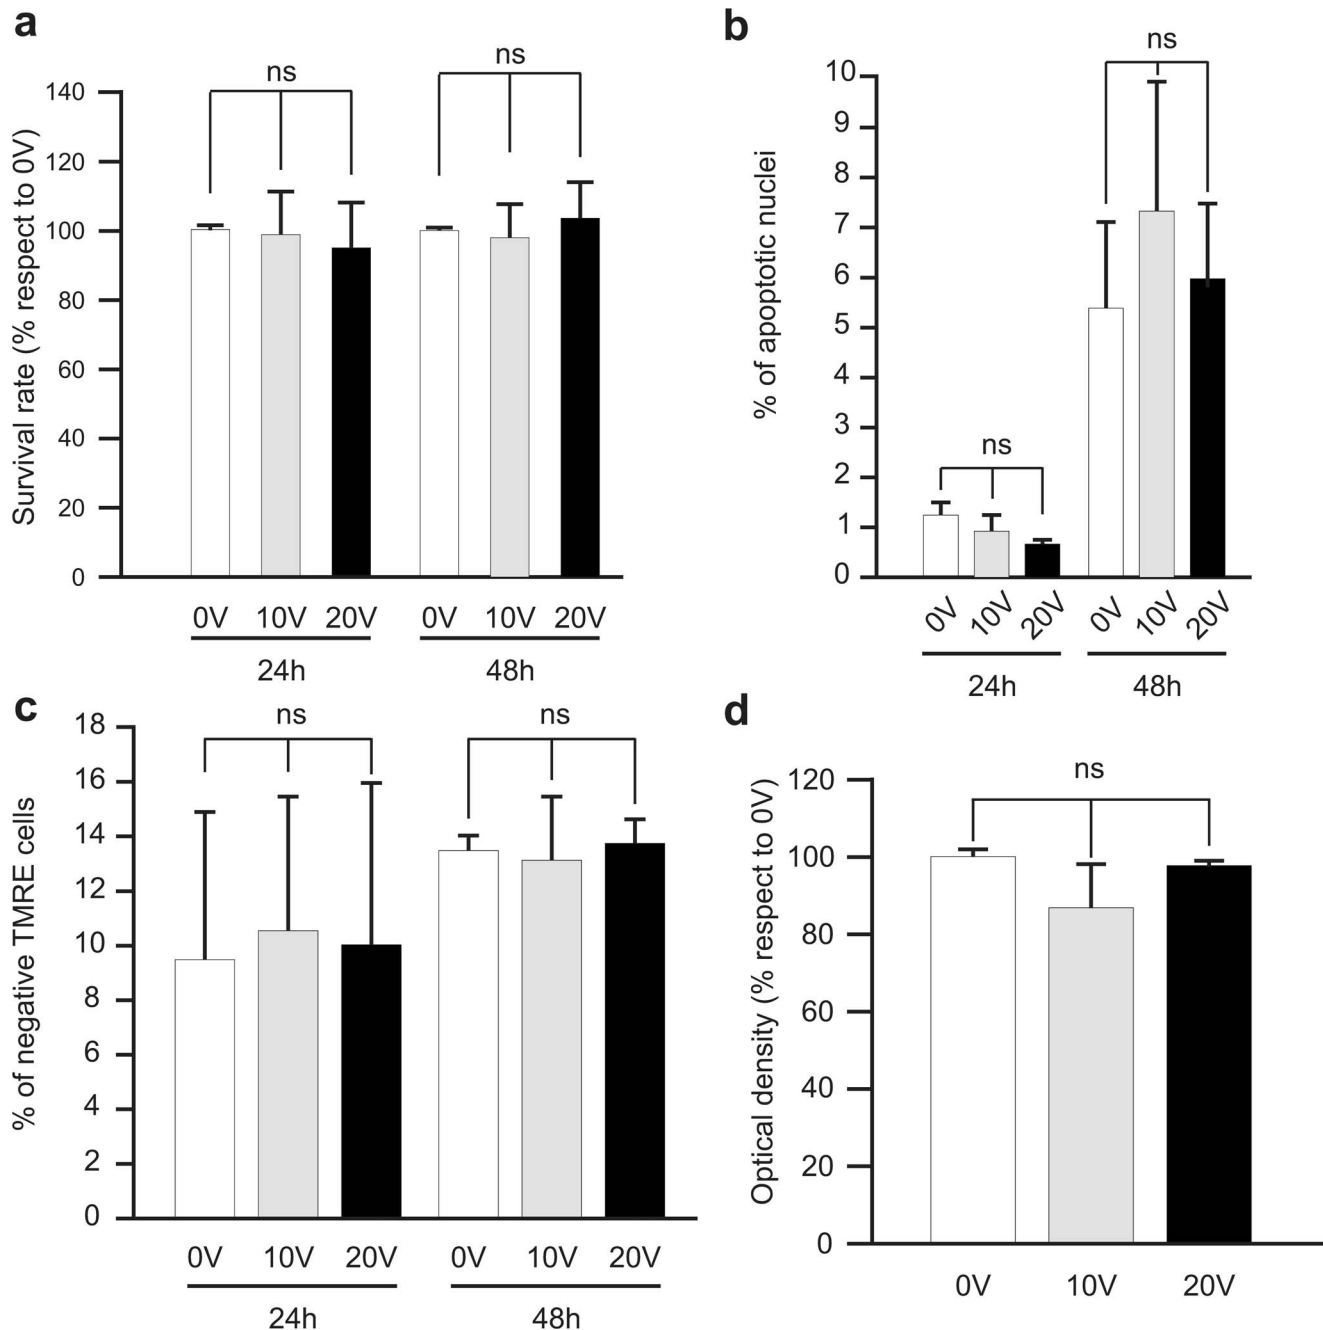 a
Survival rate (% respect to 0V)
140
120
100
80
60
40
20
0
ns
ns
0V 10V 20V 0V 10V 20V
24h 48h
b
% of apoptotic nuclei
10
9
8
7
6
5
4
3
2
1
0
ns
ns
0V 10V 20V 0V 10V 20V
24h 48h
c
% of negative TMRE cells
18
16
14
12
10
8
6
4
2
0
ns
ns
0V 10V 20V 0V 10V 20V
24h 48h
d
Optical density (% respect to 0V)
120
100
80
60
40
20
0
ns
0V 10V 20V